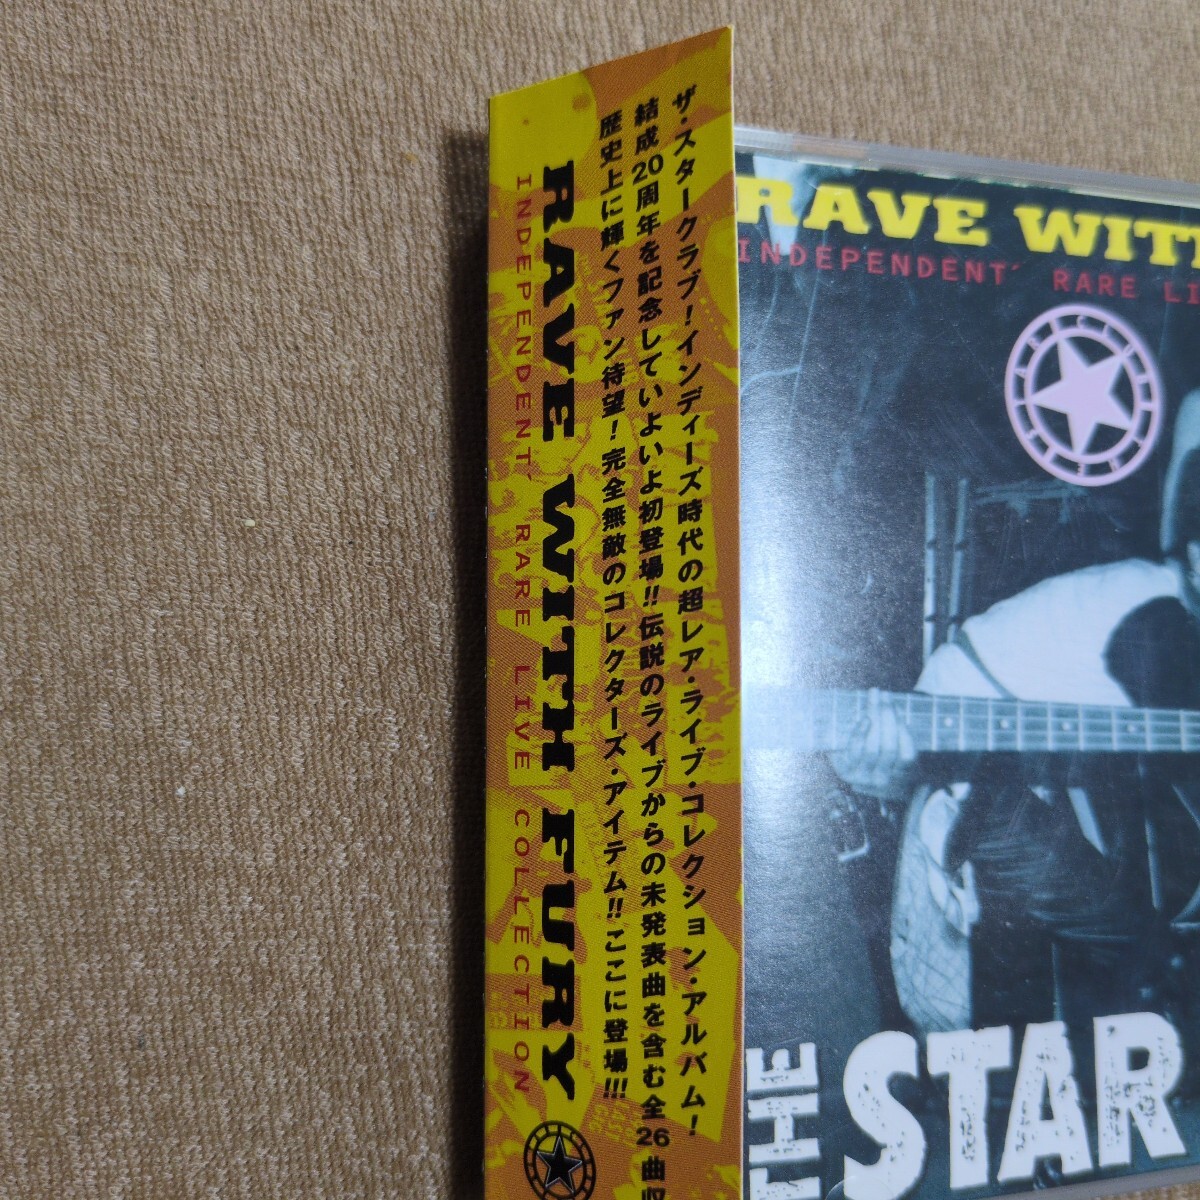 ザ・スタークラブ!インディーズ時代の超レア・ライブ・コレクション・アルバム!
結成20周年を記念していよいよ初登場!!伝説のライブからの未発表曲を含む全26曲収
歴史上に輝くファン待望!完全無敵のコレクターズ・アイテム!!ここに登場!!!
RAVE WITH FURY
INDEPENDENT' RARE LIVE COLLECTION
RAVE WIT
INDEPENDENT' RARE LI
THE STAR